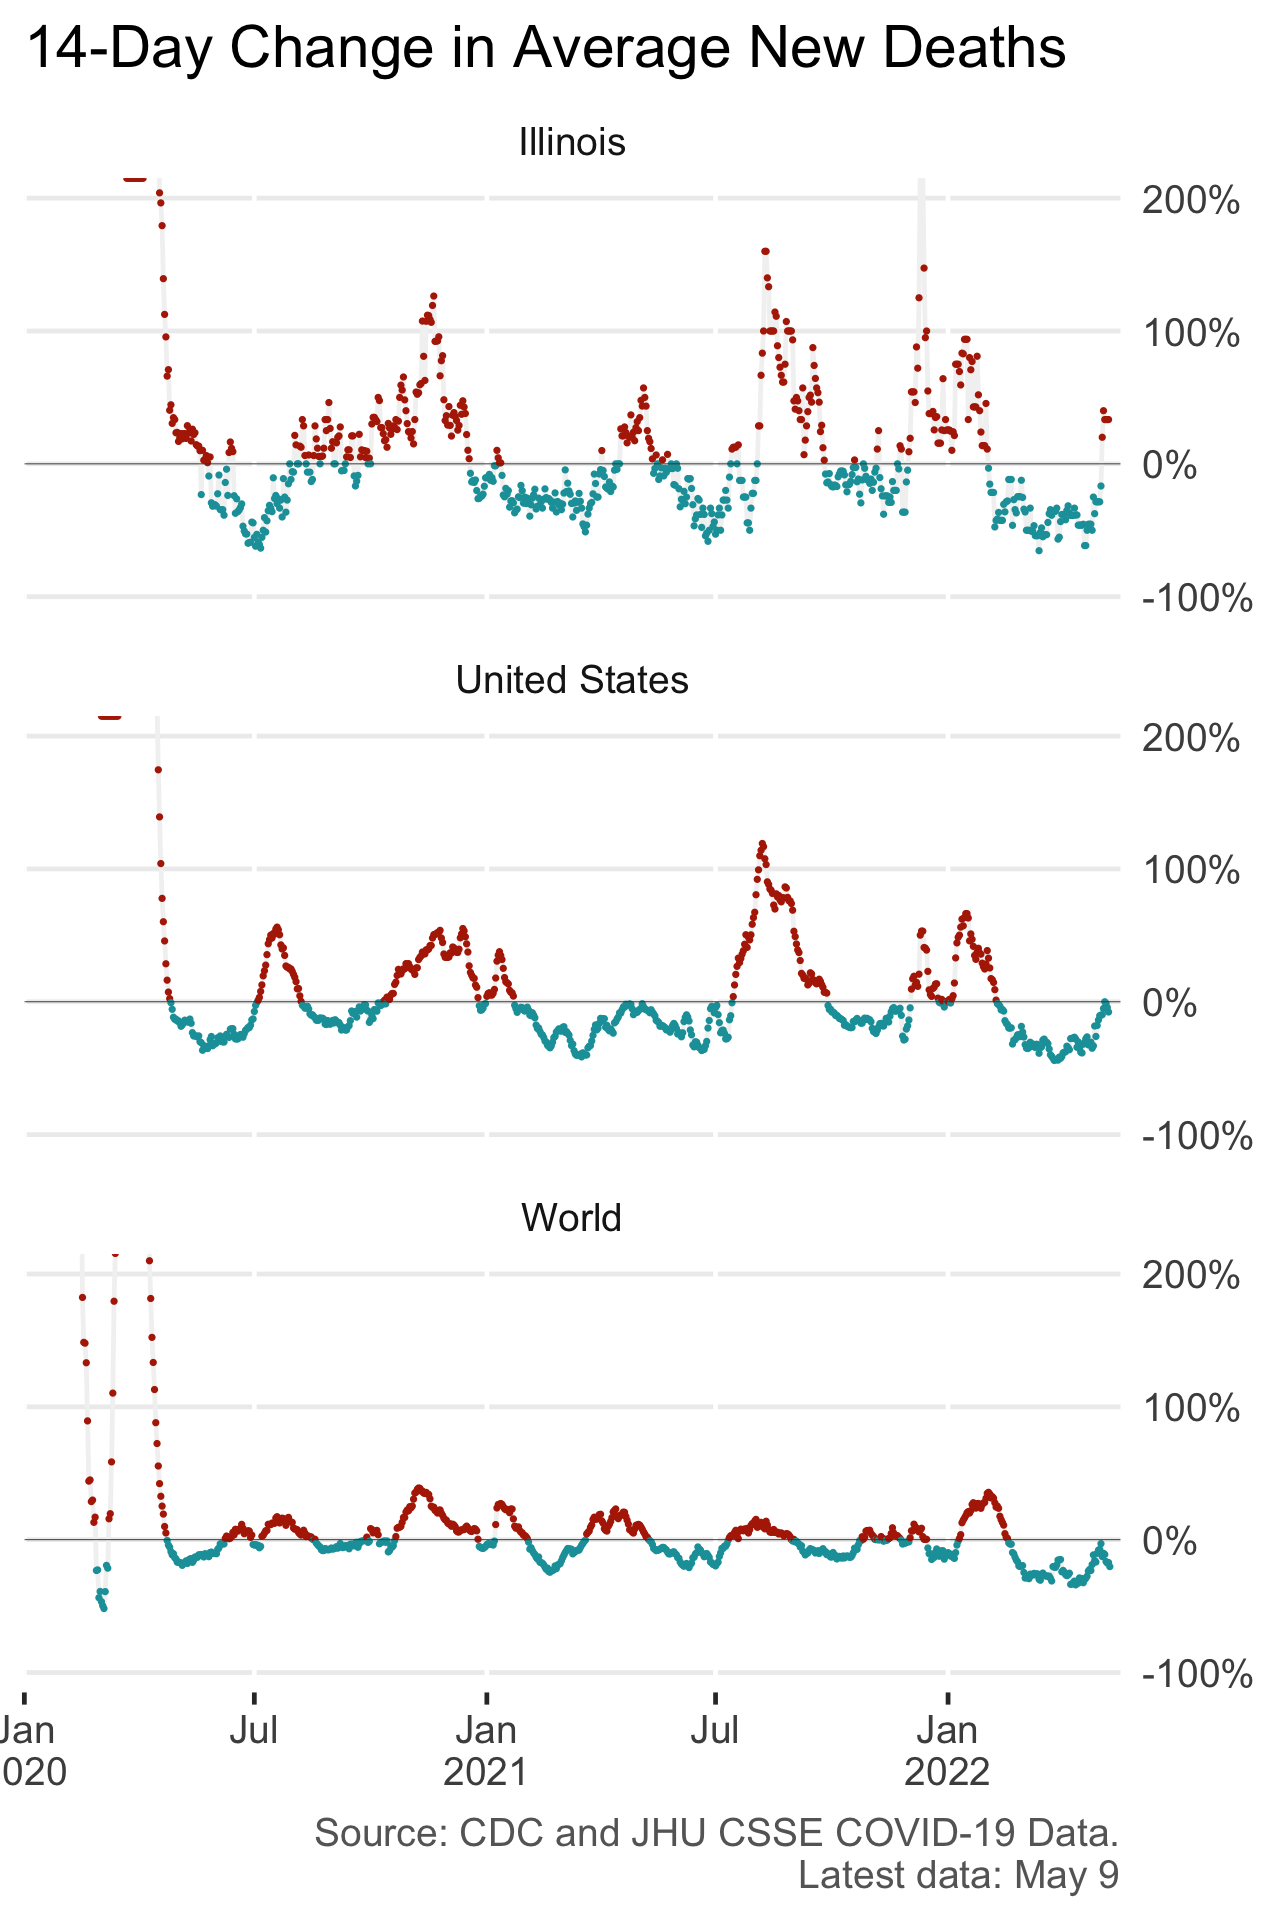 14-Day Change in Average New Deaths
Illinois
200%
100%
0%
-100%
United States
200%
100%
0%
-100%
World
200%
100%
0%
-100%
Jan Jul Jan Jul Jan
020 2021 2022
Source: CDC and JHU CSSE COVID-19 Data.
Latest data: May 9